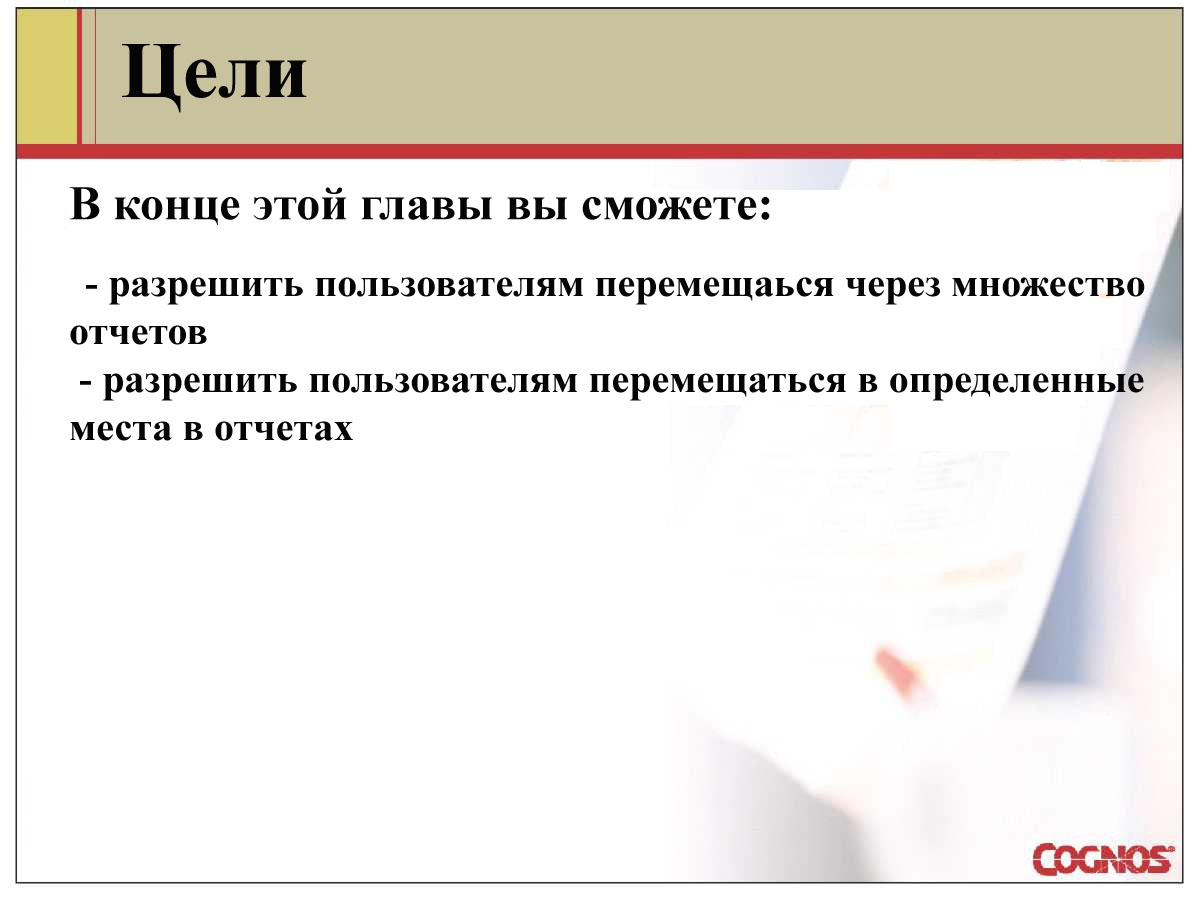 Цели
В конце этой главы вы сможете:
- разрешить пользователям перемещаься через множество
отчетов
- разрешить пользователям перемещаться в определенные
места в отчетах
COGNOS